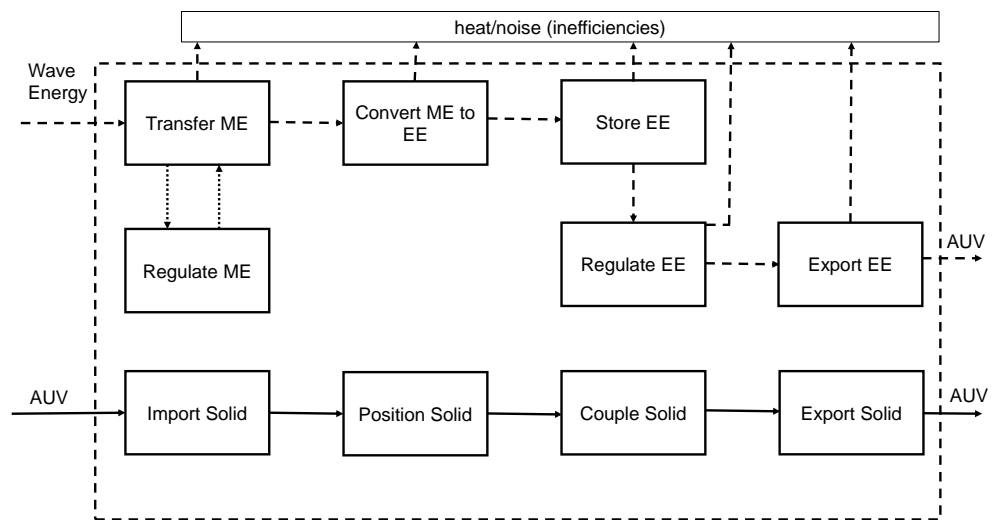 heat/noise (inefficiencies)
Wave
Energy
Transfer ME
Convert ME to
EE
Store EE
Regulate ME
Regulate EE
Export EE
AUV
AUV
Import Solid
Position Solid
Couple Solid
Export Solid
AUV